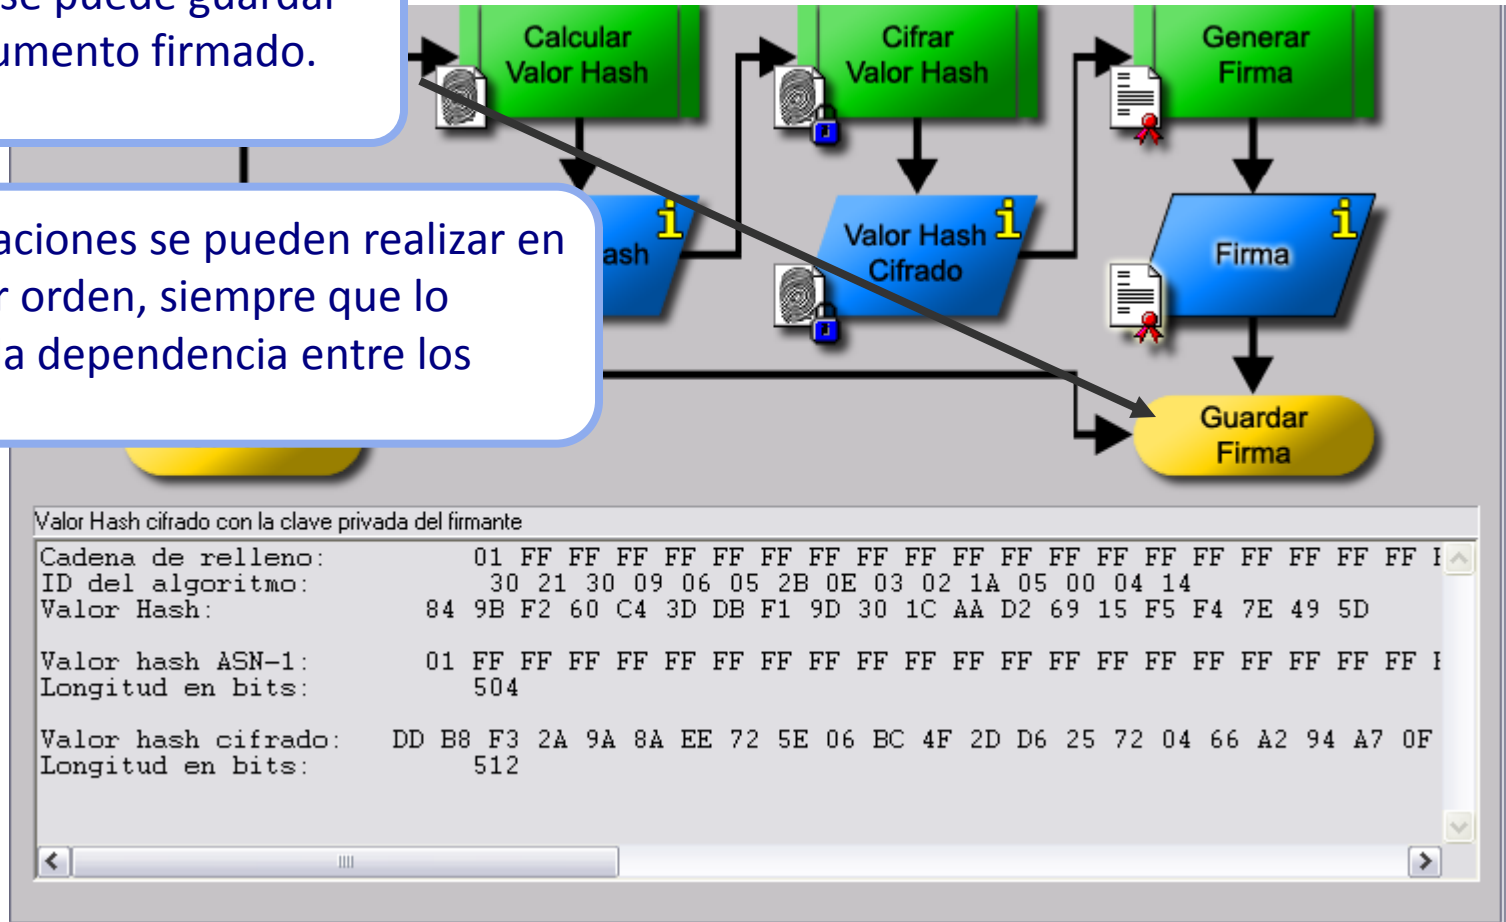 se puede guardar
umento firmado.
Calcular
Valor Hash
Cifrar
Valor Hash
Generar
Firma
aciones se pueden realizar en
r orden, siempre que lo
a dependencia entre los
ash
Valor Hash
Cifrado
Firma
Guardar
Firma
Valor Hash cifrado con la clave privada del firmante
Cadena de relleno: 01 FF FF FF FF FF FF FF FF FF FF FF FF FF FF FF FF FF FF FF
ID del algoritmo: 30 21 30 09 06 05 2B 0E 03 02 1A 05 00 04 14
Valor Hash: 84 9B F2 60 C4 3D DB F1 9D 30 1C AA D2 69 15 F5 F4 7E 49 5D
Valor hash ASN-1: 01 FF FF FF FF FF FF FF FF FF FF FF FF FF FF FF FF FF FF FF FF
Longitud en bits: 504
Valor hash cifrado: DD B8 F3 2A 9A 8A EE 72 5E 06 BC 4F 2D D6 25 72 04 66 A2 94 A7 0F
Longitud en bits: 512